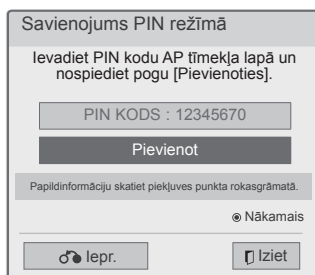 Savienojums PIN režīmā
Ievadiet PIN kodu AP tīmekļa lapā un
nospiediet pogu [Pievienoties].
PIN KODS : 12345670
Pievienot
Papildinformāciju skatiet piekļuves punkta rokasgrāmatā.
Nākamais
Iepr.
Iziet